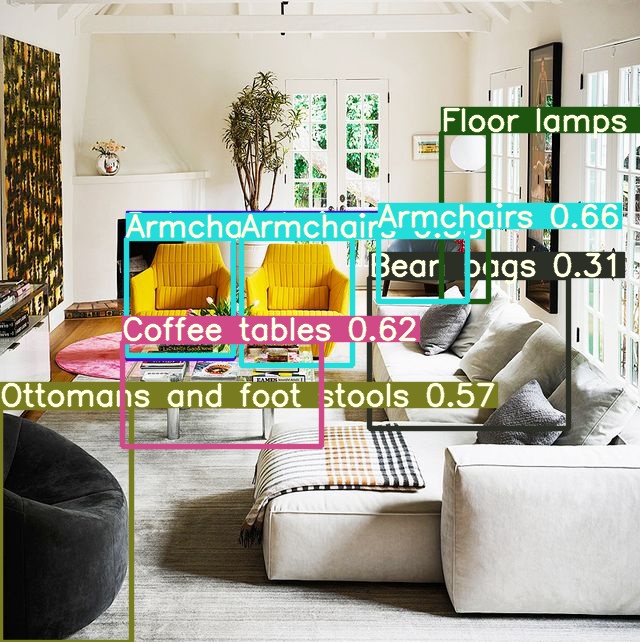 Floor lamps
Armcha
Armchairs
Armchairs 0.66
Bean bags 0.31
Coffee tables 0.62
EAMES
Ottomans and foot stools 0.57